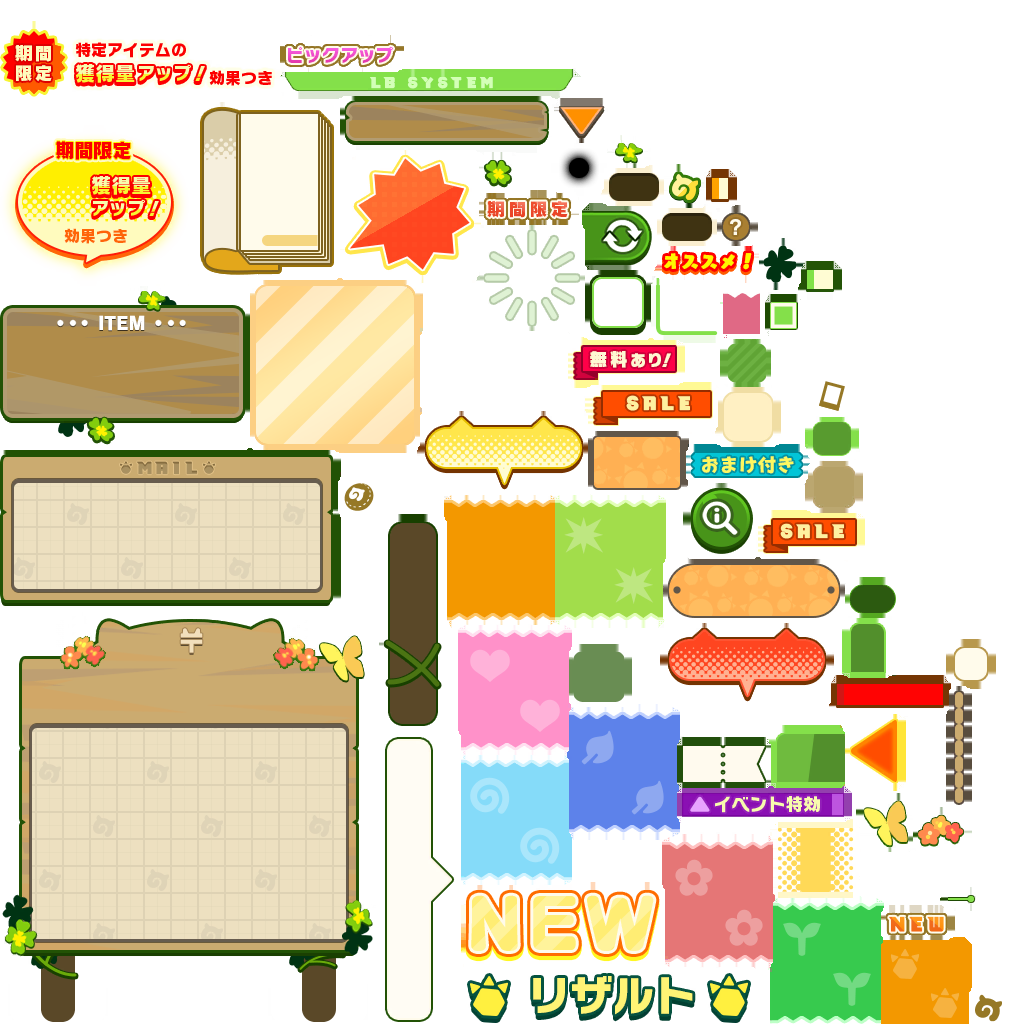 期間
限定
特定アイテムの
獲得量アップ!効果つき
ピックアップ
LB SYSTEM
期間限定
獲得量
アップ!
効果つき
期間限定
?
オススメ!
••• ITEM •••
無料あり!
SALE
MAIL
おまけ付き
SALE
〒
イベント特効
NEW
NEW
リザルト